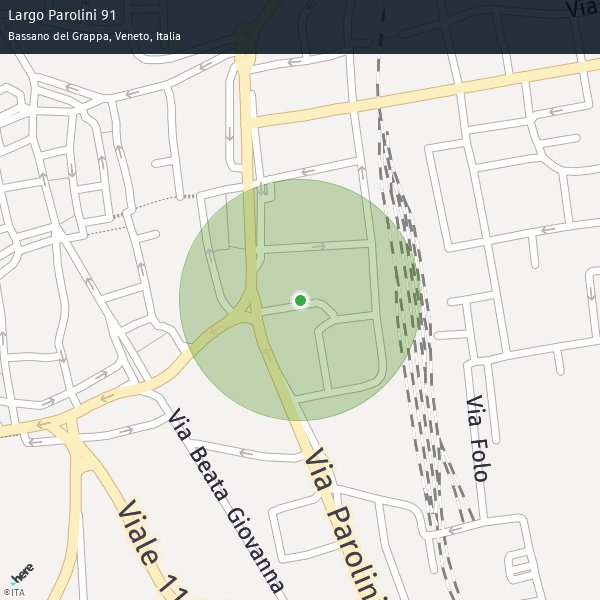 Largo Parolini 91
Bassano del Grappa, Veneto, Italia
Via
Via Folo
Via Beata Giovanna
Via Parolini
Viale 11
here
©ITA